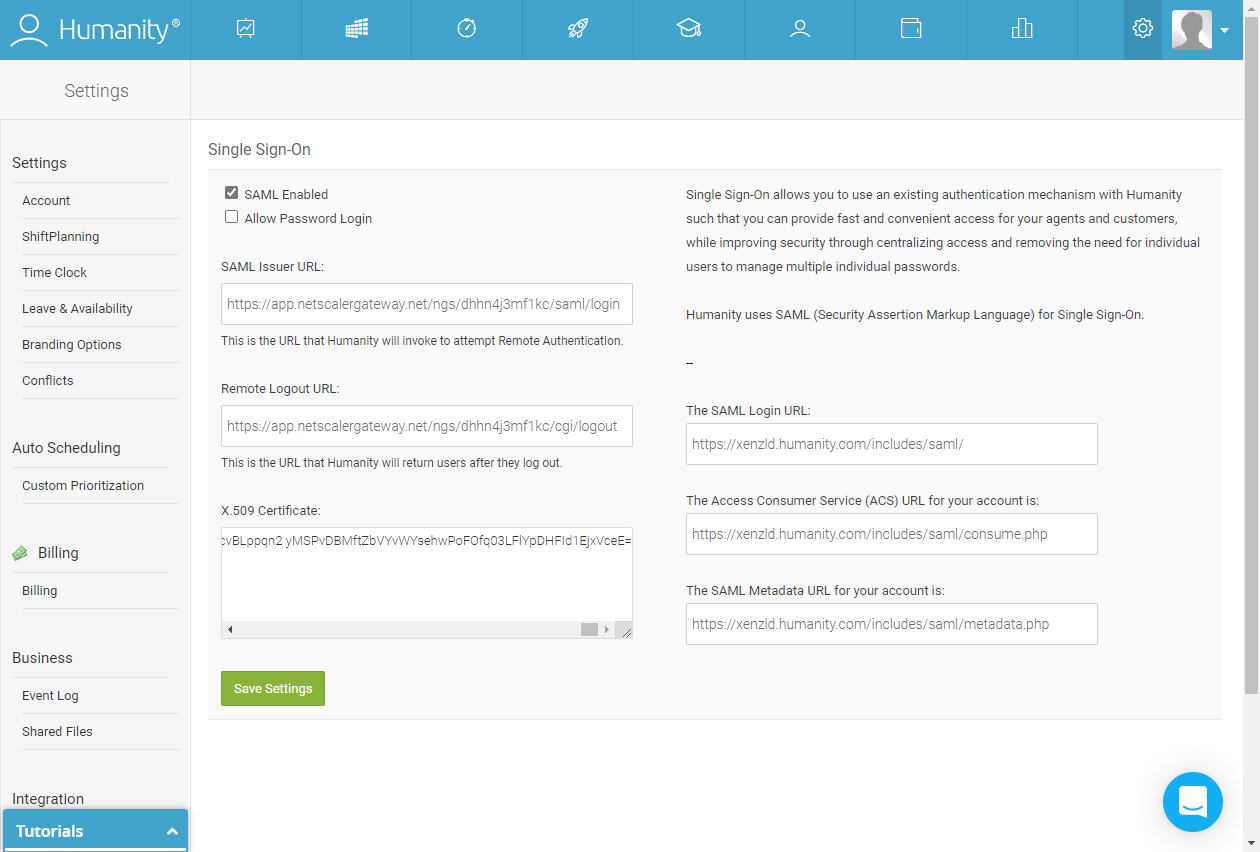 Humanity®
Settings
Settings
Account
ShiftPlanning
Time Clock
Leave & Availability
Branding Options
Conflicts
Auto Scheduling
Custom Prioritization
Billing
Billing
Business
Event Log
Shared Files
Integration
Tutorials
Single Sign-On
SAML Enabled
Allow Password Login
SAML Issuer URL:
https://app.netscalergateway.net/ngs/dhhn4j3mf1kc/saml/login
This is the URL that Humanity will invoke to attempt Remote Authentication.
Remote Logout URL:
https://app.netscalergateway.net/ngs/dhhn4j3mf1kc/cgi/logout
This is the URL that Humanity will return users after they log out.
X.509 Certificate:
cvBLppqn2 yMSPvDBMftZbVYvWYsehwPoFOfq03LFlYpDHFId1EjxVceE=
Save Settings
Single Sign-On allows you to use an existing authentication mechanism with Humanity
such that you can provide fast and convenient access for your agents and customers,
while improving security through centralizing access and removing the need for individual
users to manage multiple individual passwords.
Humanity uses SAML (Security Assertion Markup Language) for Single Sign-On.
--
The SAML Login URL:
https://xenzld.humanity.com/includes/saml/
The Access Consumer Service (ACS) URL for your account is:
https://xenzld.humanity.com/includes/saml/consume.php
The SAML Metadata URL for your account is:
https://xenzld.humanity.com/includes/saml/metadata.php